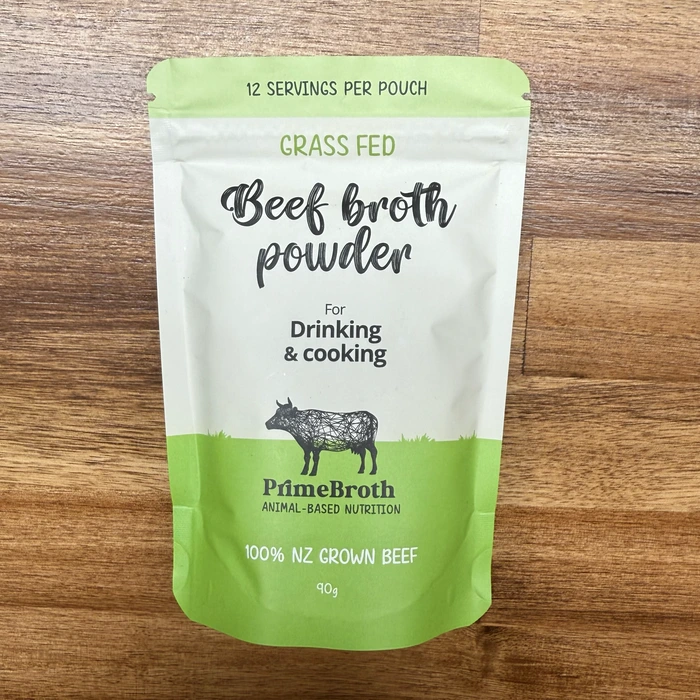 12 SERVINGS PER POUCH
GRASS FED
Beef broth
powder
For
Drinking
& cooking
PrimeBroth
ANIMAL-BASED NUTRITION
100% NZ GROWN BEEF
90g